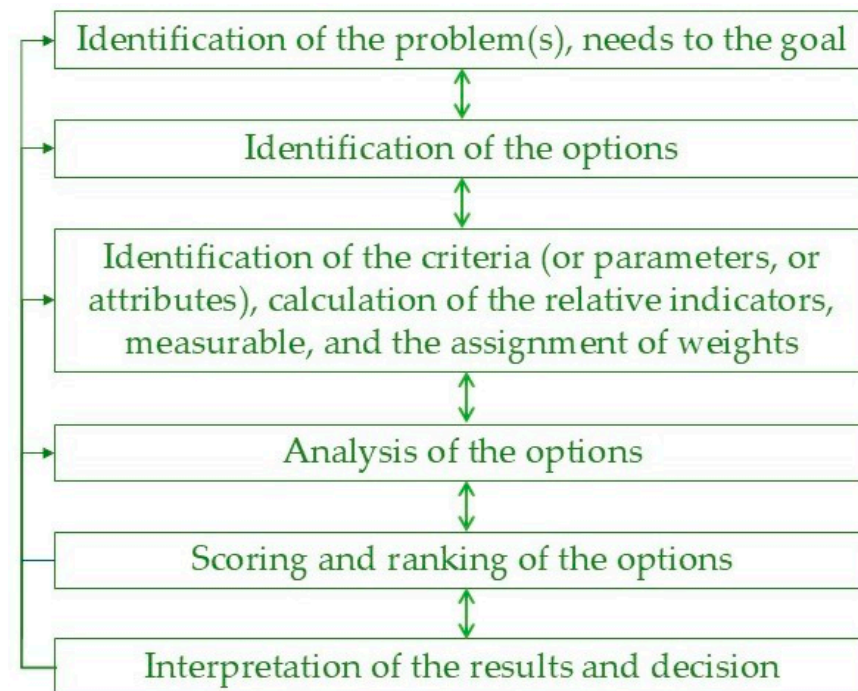 Identification of the problem(s), needs to the goal
Identification of the options
Identification of the criteria (or parameters, or
attributes), calculation of the relative indicators,
measurable, and the assignment of weights
Analysis of the options
Scoring and ranking of the options
Interpretation of the results and decision